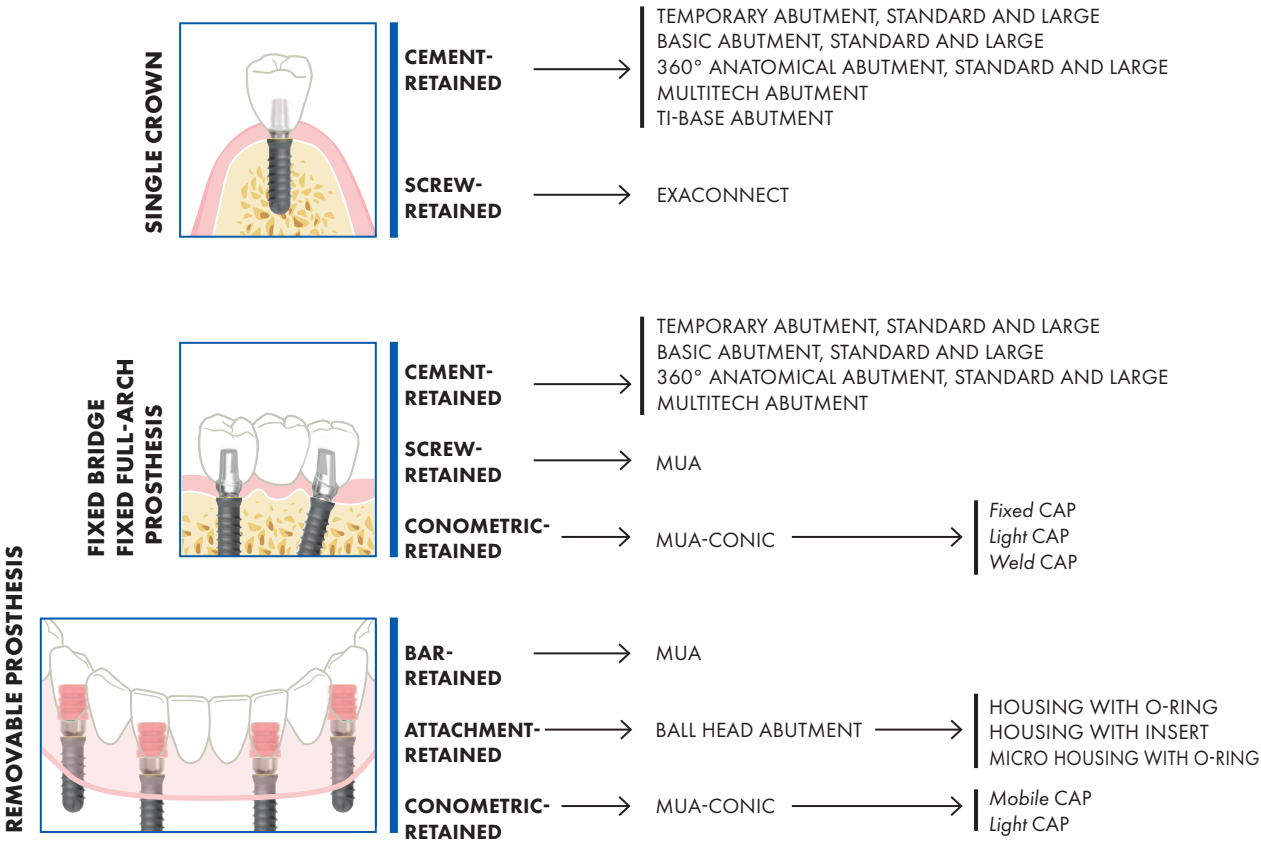 SINGLE CROWN
CEMENT-
RETAINED
TEMPORARY ABUTMENT, STANDARD AND LARGE
BASIC ABUTMENT, STANDARD AND LARGE
360° ANATOMICAL ABUTMENT, STANDARD AND LARGE
MULTITECH ABUTMENT
TI-BASE ABUTMENT
SCREW-
RETAINED
EXACONNECT
FIXED BRIDGE
FIXED FULL-ARCH
PROSTHESIS
CEMENT-
RETAINED
TEMPORARY ABUTMENT, STANDARD AND LARGE
BASIC ABUTMENT, STANDARD AND LARGE
360° ANATOMICAL ABUTMENT, STANDARD AND LARGE
MULTITECH ABUTMENT
SCREW-
RETAINED
MUA
CONOMETRIC-
RETAINED
MUA-CONIC
Fixed CAP
Light CAP
Weld CAP
REMOVABLE PROSTHESIS
BAR-
RETAINED
MUA
ATTACHMENT-
RETAINED
BALL HEAD ABUTMENT
HOUSING WITH O-RING
HOUSING WITH INSERT
MICRO HOUSING WITH O-RING
CONOMETRIC-
RETAINED
MUA-CONIC
Mobile CAP
Light CAP